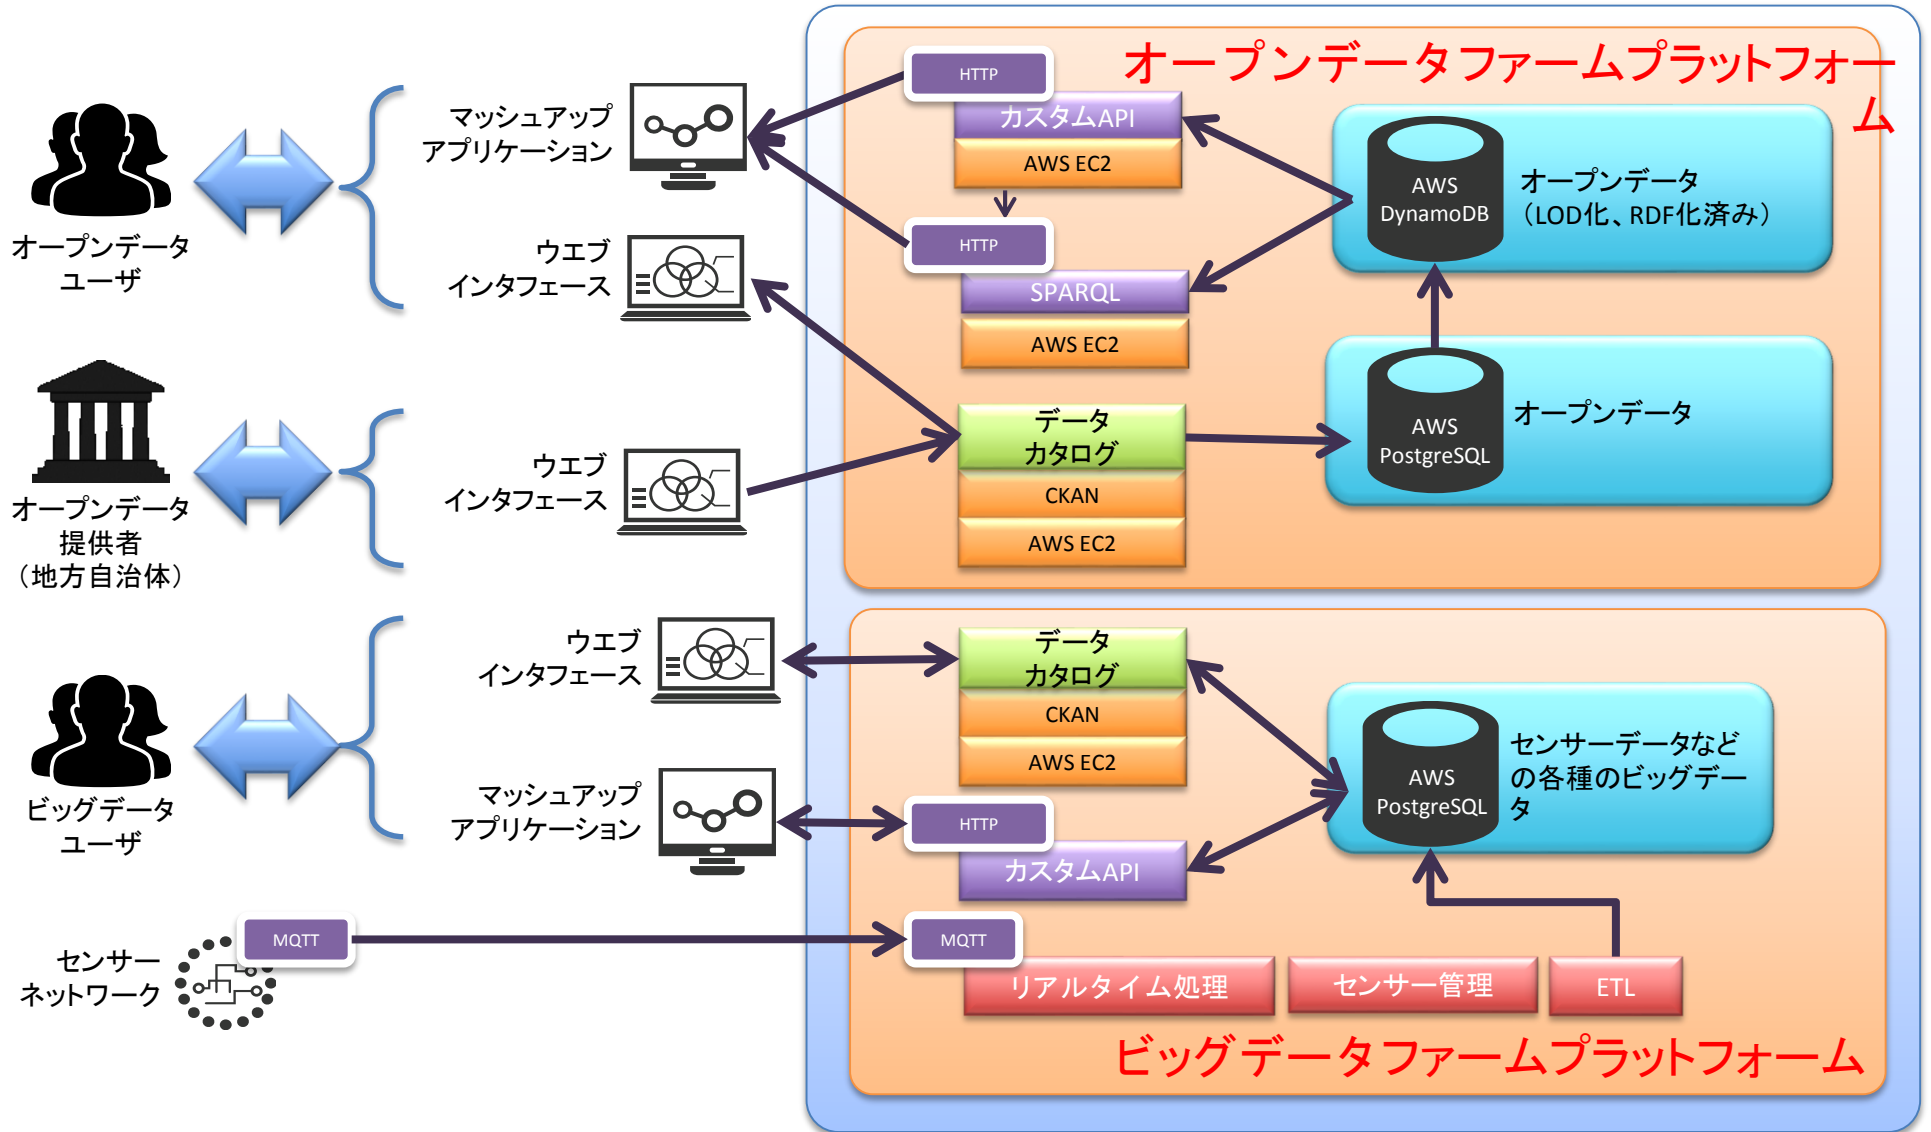 オープンデータファームプラットフォー
ム
HTTP
カスタムAPI
AWS EC2
HTTP
SPARQL
AWS EC2
データ
カタログ
CKAN
AWS EC2
AWS
DynamoDB
オープンデータ
（LOD化、RDF化済み）
AWS
PostgreSQL
オープンデータ
マッシュアップ
アプリケーション
ウエブ
インタフェース
オープンデータ
ユーザ
ウエブ
インタフェース
オープンデータ
提供者
（地方自治体）
ウエブ
インタフェース
マッシュアップ
アプリケーション
ビッグデータ
ユーザ
データ
カタログ
CKAN
AWS EC2
HTTP
カスタムAPI
AWS
PostgreSQL
センサーデータなど
の各種のビッグデー
タ
センサー
ネットワーク
MQTT
MQTT
リアルタイム処理
センサー管理
ETL
ビッグデータファームプラットフォーム